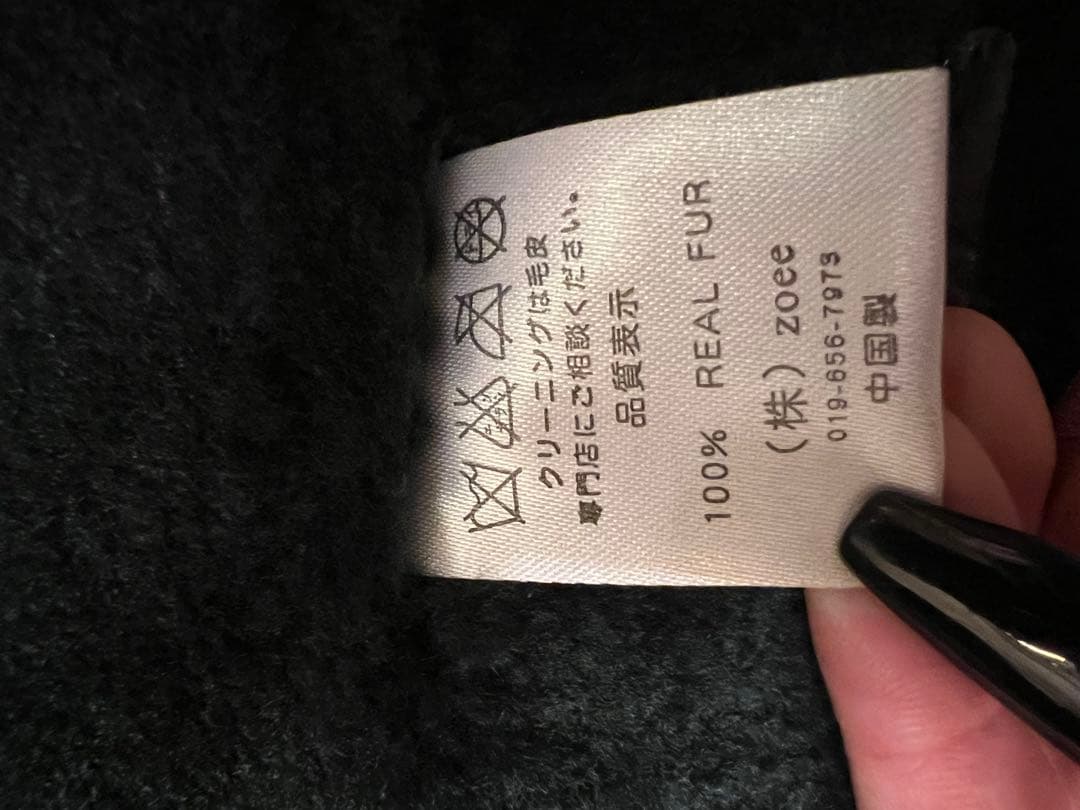 クリーニングは毛皮
専門店にご相談ください。
品質表示
100% REAL FUR
(株) zoee
019-656-7973
中国製